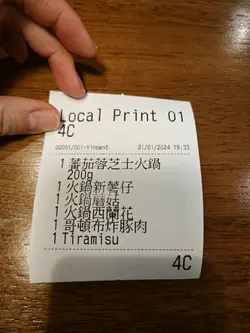 Local Print 01
4C
00001/001-Vincent 31/01/2024 19:33
1 蕃茄蓉芝士火鍋
200g
1 火鍋新薯仔
1 火鍋蘑菇
1 火鍋西蘭花
1 哥頓布炸豚肉
1 Tiramisu
4C